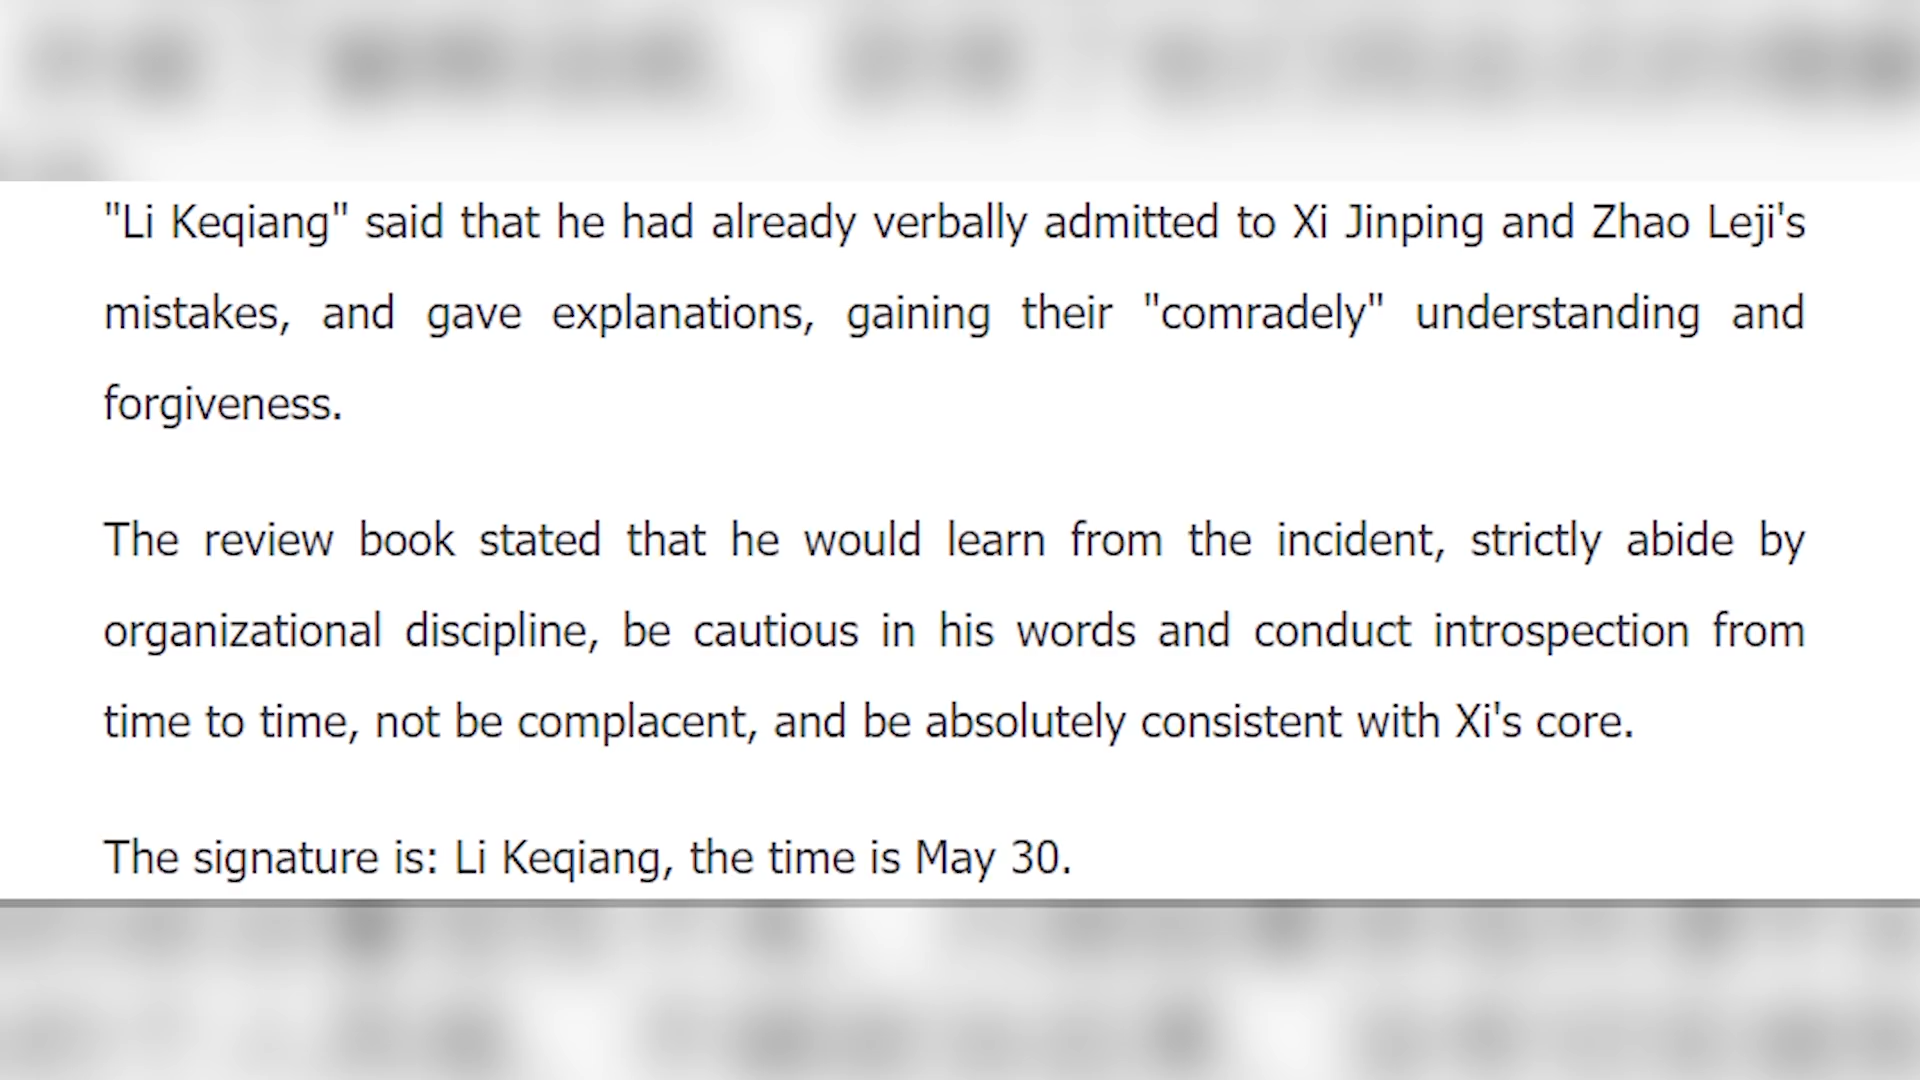 "Li Keqiang" said that he had already verbally admitted to Xi Jinping and Zhao Leji's
mistakes, and gave explanations, gaining their "comradely" understanding and
forgiveness.
The review book stated that he would learn from the incident, strictly abide by
organizational discipline, be cautious in his words and conduct introspection from
time to time, not be complacent, and be absolutely consistent with Xi's core.
The signature is: Li Keqiang, the time is May 30.